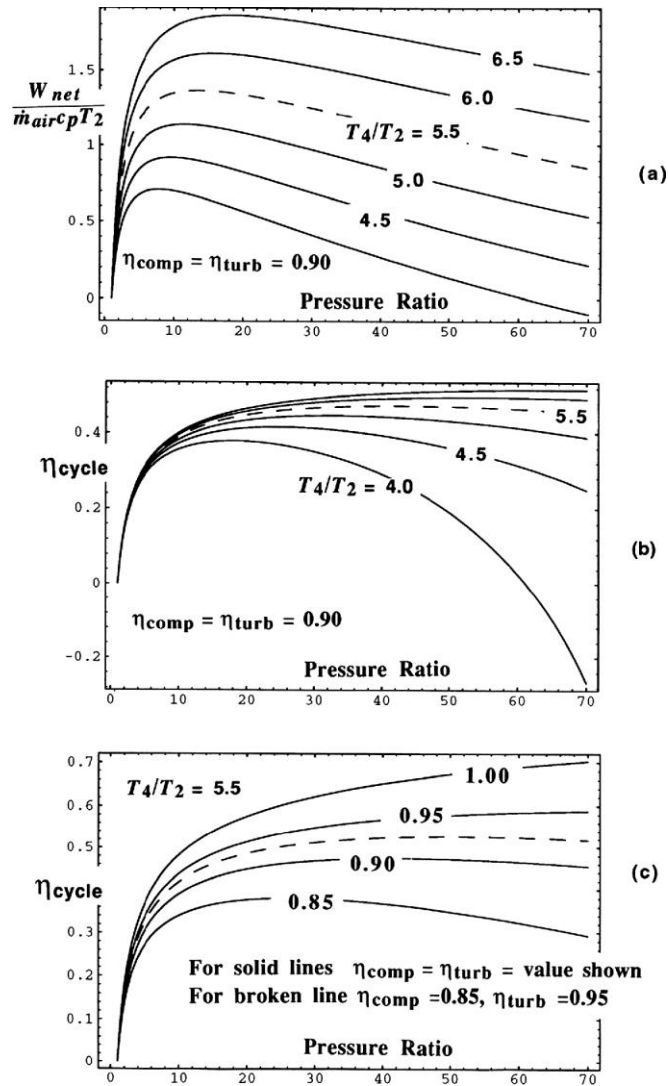 W net
ṁaircpT2
1.5
1
0.5
0
6.5
6.0
T4/T2 = 5.5
5.0
4.5
ηcomp = ηturb = 0.90
Pressure Ratio
0 10 20 30 40 50 60 70
(a)
ηcycle
0.4
0.2
0
-0.2
5.5
4.5
T4/T2 = 4.0
ηcomp = ηturb = 0.90
Pressure Ratio
0 10 20 30 40 50 60 70
(b)
ηcycle
0.7
0.6
0.5
0.4
0.3
0.2
0.1
0
T4/T2 = 5.5
1.00
0.95
0.90
0.85
For solid lines ηcomp = ηturb = value shown
For broken line ηcomp =0.85, ηturb =0.95
Pressure Ratio
0 10 20 30 40 50 60 70
(c)